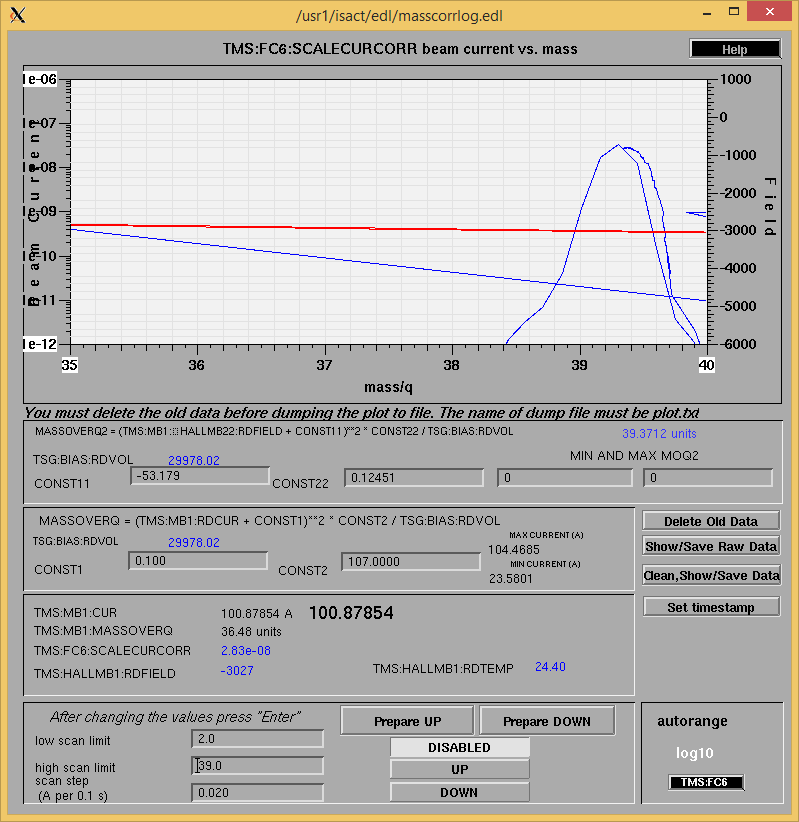 /usr1/isact/edl/masscorrlog.edl
TMS:FC6:SCALECURCORR beam current vs. mass
Help
1e-06
1e-07
1e-08
1e-09
1e-10
1e-11
1e-12
Beam Current
1000
0
-1000
-2000
-3000
-4000
-5000
-6000
Field
35 36 37 38 39 40
mass/q
You must delete the old data before dumping the plot to file. The name of dump file must be plot.txt
MASSOVERQ2 = (TMS:MB1: HALLMB22:RDFIELD + CONST11)**2 * CONST22 / TSG:BIAS:RDVOL
39.3712 units
TSG:BIAS:RDVOL 29978.02
MIN AND MAX MOQ2
CONST11 -53.179 CONST22 0.12451 0 0
MASSOVERQ = (TMS:MB1:RDCUR + CONST1)**2 * CONST2 / TSG:BIAS:RDVOL
TSG:BIAS:RDVOL 29978.02
MAX CURRENT (A)
104.4685
CONST1 0.100 CONST2 107.0000
MIN CURRENT (A)
23.5801
Delete Old Data
Show/Save Raw Data
Clean,Show/Save Data
Set timestamp
TMS:MB1:CUR 100.87854 A 100.87854
TMS:MB1:MASSOVERQ 36.48 units
TMS:FC6:SCALECURCORR 2.83e-08
TMS:HALLMB1:RDFIELD -3027 TMS:HALLMB1:RDTEMP 24.40
After changing the values press "Enter"
low scan limit 2.0
high scan limit 39.0
scan step
(A per 0.1 s) 0.020
Prepare UP Prepare DOWN
DISABLED
UP
DOWN
autorange
log10
TMS:FC6